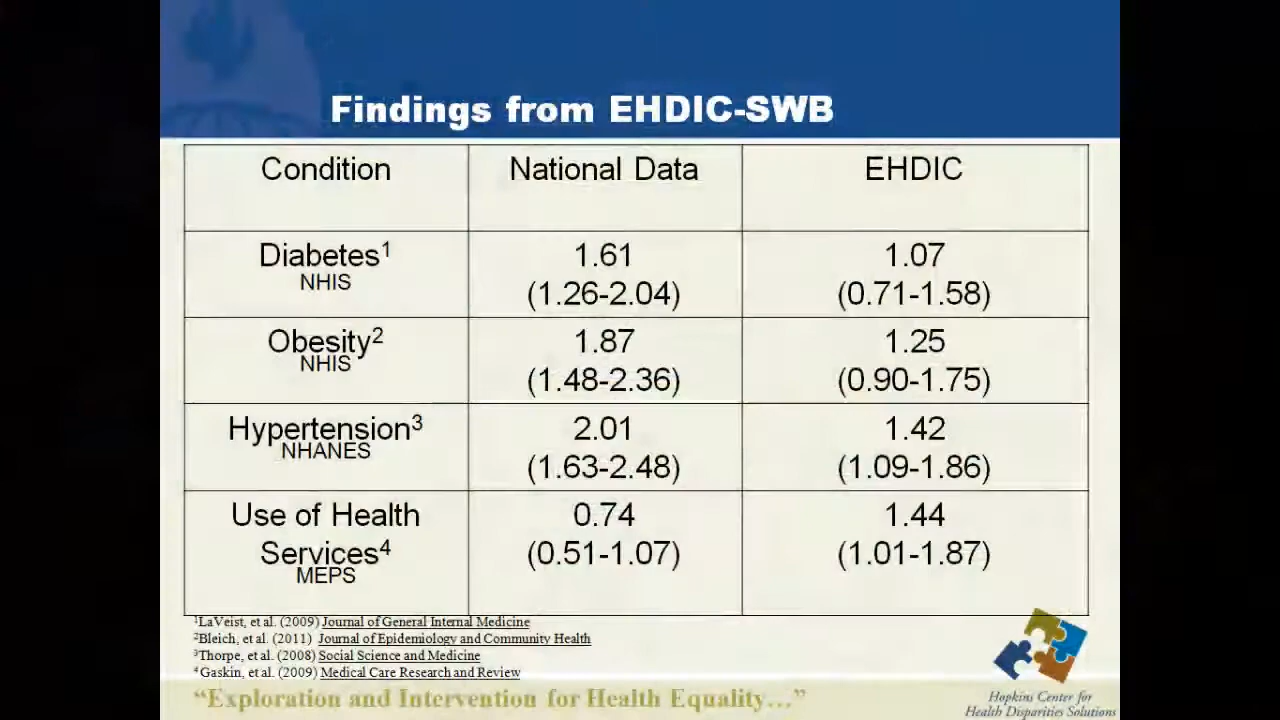 Findings from EHDIC-SWB
Condition National Data EHDIC
Diabetes¹ 1.61 1.07
NHIS (1.26-2.04) (0.71-1.58)
Obesity² 1.87 1.25
NHIS (1.48-2.36) (0.90-1.75)
Hypertension³ 2.01 1.42
NHANES (1.63-2.48) (1.09-1.86)
Use of Health 0.74 1.44
Services⁴ (0.51-1.07) (1.01-1.87)
MEPS
¹LaVeist, et al. (2009) Journal of General Internal Medicine
²Bleich, et al. (2011) Journal of Epidemiology and Community Health
³Thorpe, et al. (2008) Social Science and Medicine
⁴Gaskin, et al. (2009) Medical Care Research and Review
“Exploration and Intervention for Health Equality…”
Hopkins Center for
Health Disparities Solutions